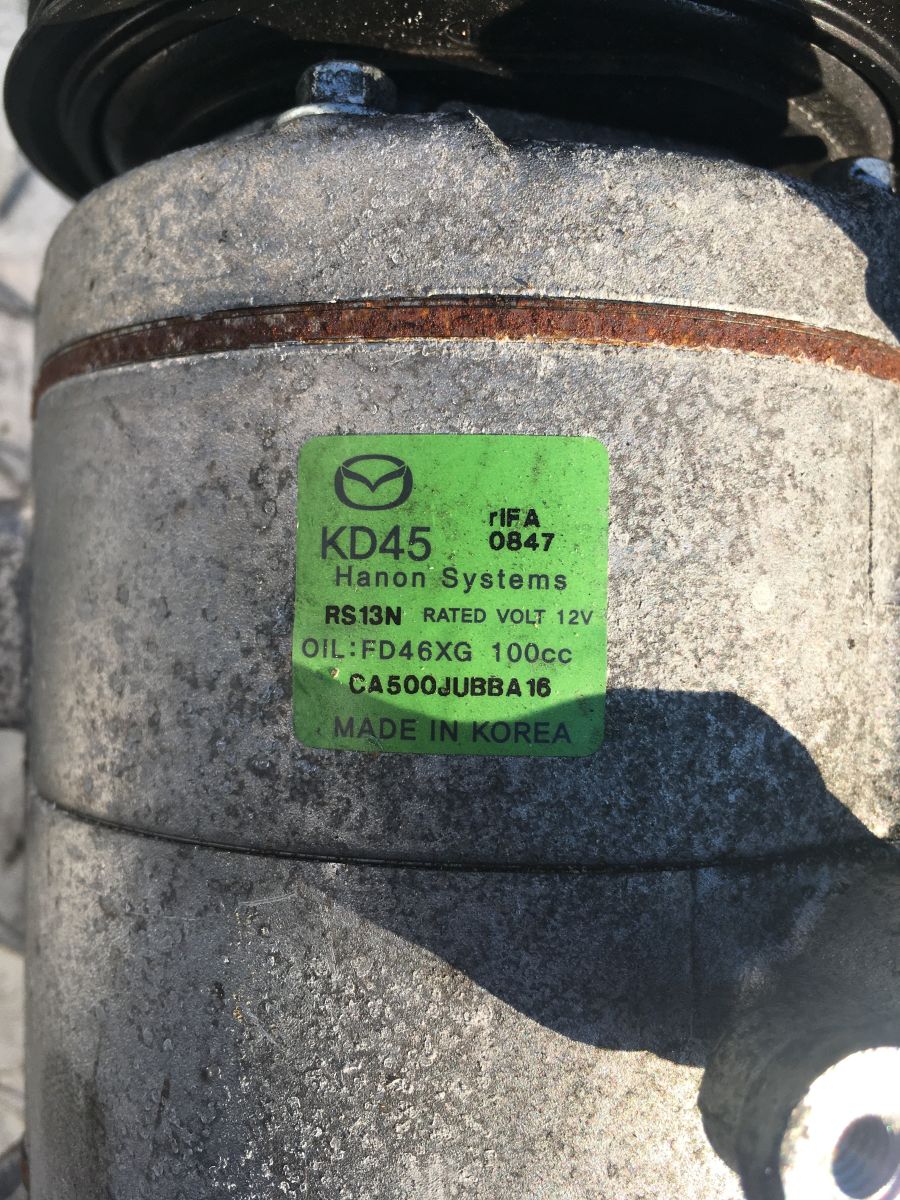 KD45
rIFA
0847
Hanon Systems
RS13N RATED VOLT 12V
OIL:FD46XG 100cc
CA500JUBBA16
MADE IN KOREA